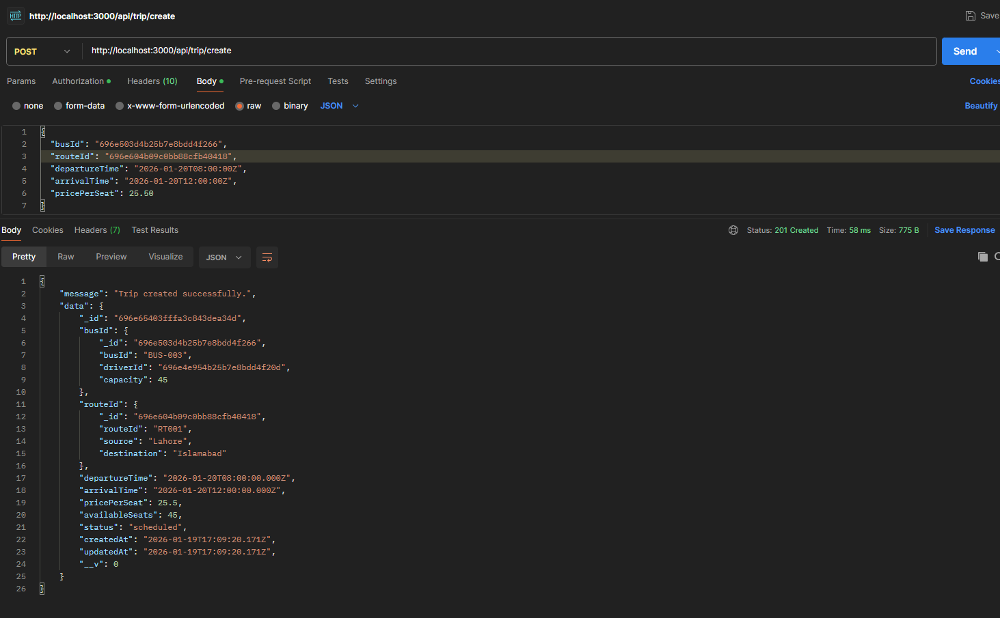 HTTP http://localhost:3000/api/trip/create Save
POST http://localhost:3000/api/trip/create Send
Params Authorization Headers (10) Body Pre-request Script Tests Settings Cookies
none form-data x-www-form-urlencoded raw binary JSON Beautify
1 {
2 "busId": "696e503d4b25b7e8bdd4f266",
3 "routeId": "696e604b09c0bb88cfb40418",
4 "departureTime": "2026-01-20T08:00:00Z",
5 "arrivalTime": "2026-01-20T12:00:00Z",
6 "pricePerSeat": 25.50
7 }
Body Cookies Headers (7) Test Results Status: 201 Created Time: 58 ms Size: 775 B Save Response
Pretty Raw Preview Visualize JSON
1 {
2 "message": "Trip created successfully.",
3 "data": {
4 "_id": "696e65403fffa3c843dea34d",
5 "busId": {
6 "_id": "696e503d4b25b7e8bdd4f266",
7 "busId": "BUS-003",
8 "driverId": "696e4e954b25b7e8bdd4f20d",
9 "capacity": 45
10 },
11 "routeId": {
12 "_id": "696e604b09c0bb88cfb40418",
13 "routeId": "RT001",
14 "source": "Lahore",
15 "destination": "Islamabad"
16 },
17 "departureTime": "2026-01-20T08:00:00.000Z",
18 "arrivalTime": "2026-01-20T12:00:00.000Z",
19 "pricePerSeat": 25.5,
20 "availableSeats": 45,
21 "status": "scheduled",
22 "createdAt": "2026-01-19T17:09:20.171Z",
23 "updatedAt": "2026-01-19T17:09:20.171Z",
24 "__v": 0
25 }
26 }